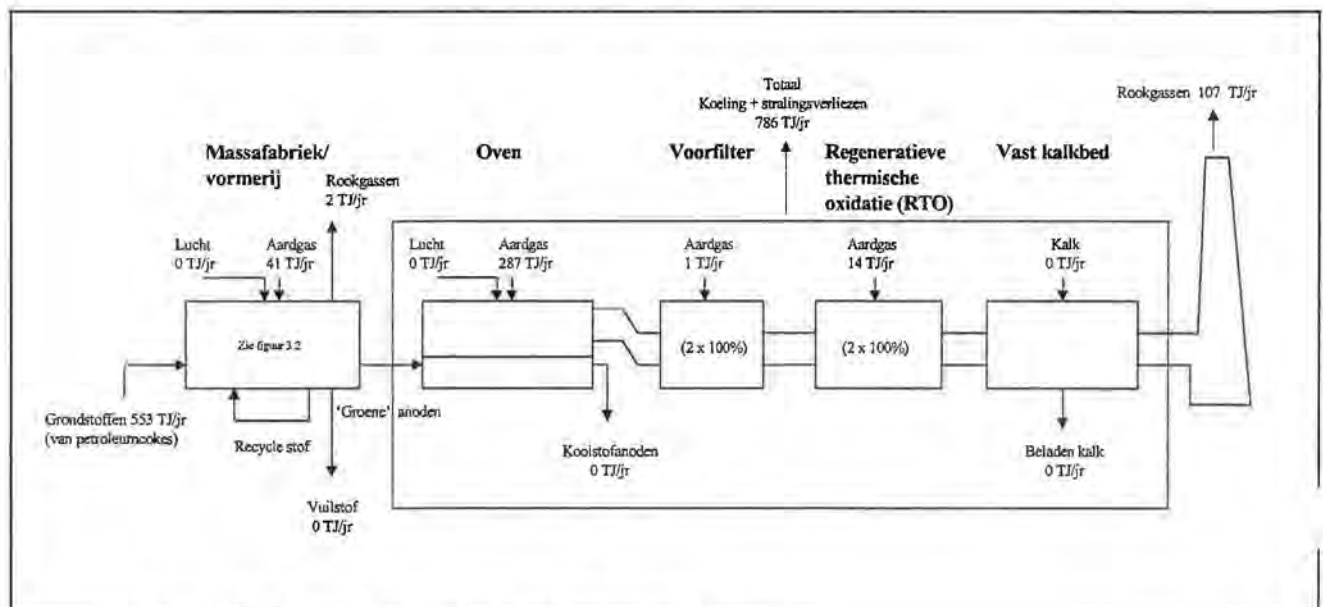 Totaal
Koeling + stralingsverliezen
786 TJ/jr
Rookgassen 107 TJ/jr
Massafabriek/
vormerij
Oven
Voorfilter
Regeneratieve
thermische
oxidatie (RTO)
Vast kalkbed
Rookgassen
2 TJ/jr
Lucht
0 TJ/jr
Aardgas
41 TJ/jr
Lucht
0 TJ/jr
Aardgas
287 TJ/jr
Aardgas
1 TJ/jr
Aardgas
14 TJ/jr
Kalk
0 TJ/jr
Zie figuur 3.2
(2 x 100%)
(2 x 100%)
Grondstoffen 553 TJ/jr
(van petroleumcokes)
Recycle stof
'Groene' anoden
Koolstofanoden
0 TJ/jr
Beladen kalk
0 TJ/jr
Vuilstof
0 TJ/jr